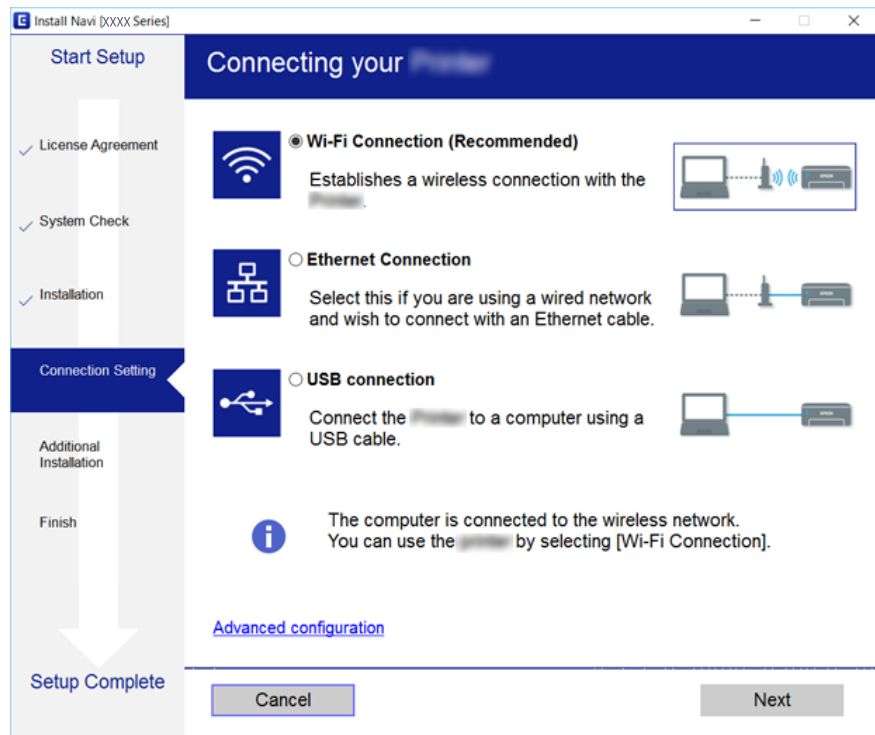 Install Navi [XXXX Series]
Start Setup
License Agreement
System Check
Installation
Connection Setting
Additional
Installation
Finish
Setup Complete
Connecting your
Wi-Fi Connection (Recommended)
Establishes a wireless connection with the
.
Ethernet Connection
Select this if you are using a wired network
and wish to connect with an Ethernet cable.
USB connection
Connect the to a computer using a
USB cable.
The computer is connected to the wireless network.
You can use the by selecting [Wi-Fi Connection].
Advanced configuration
Cancel
Next